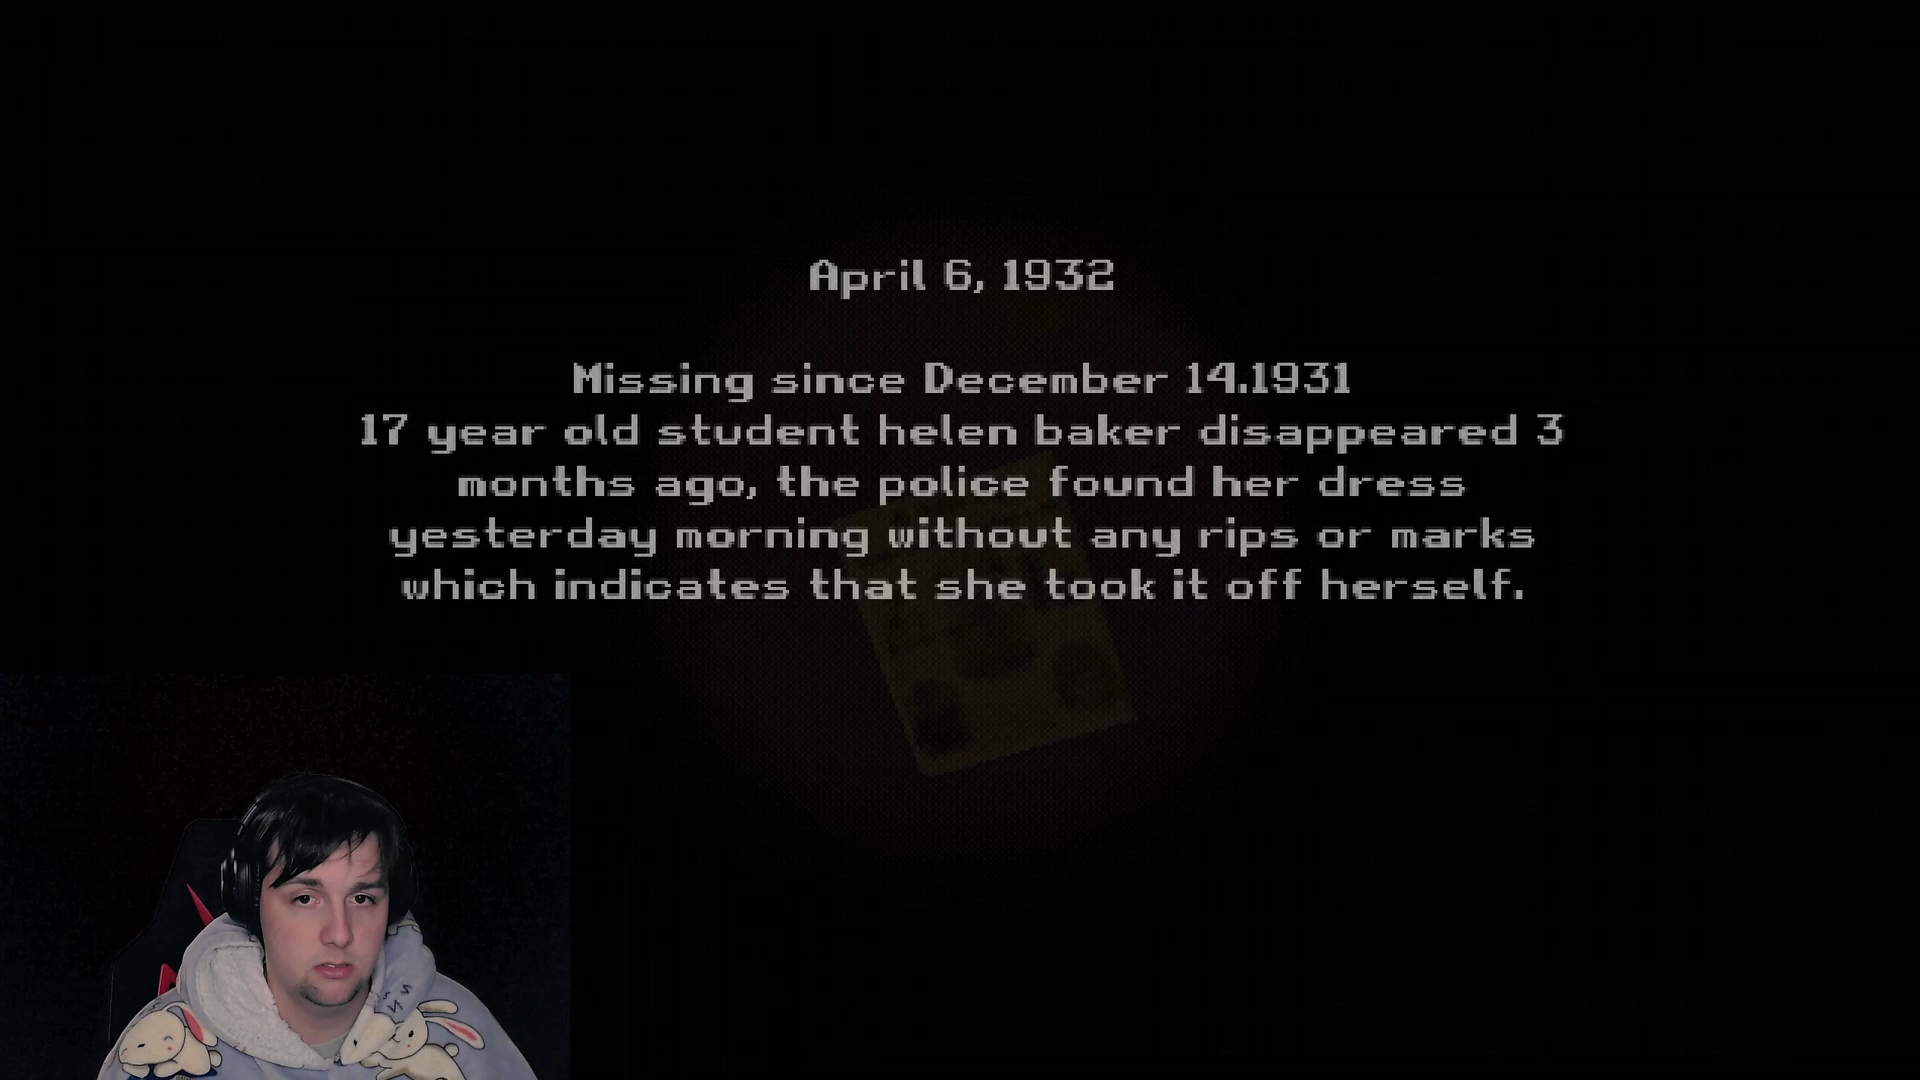 April 6, 1932
Missing since December 14.1931
17 year old student helen baker disappeared 3
months ago, the police found her dress
yesterday morning without any rips or marks
which indicates that she took it off herself.